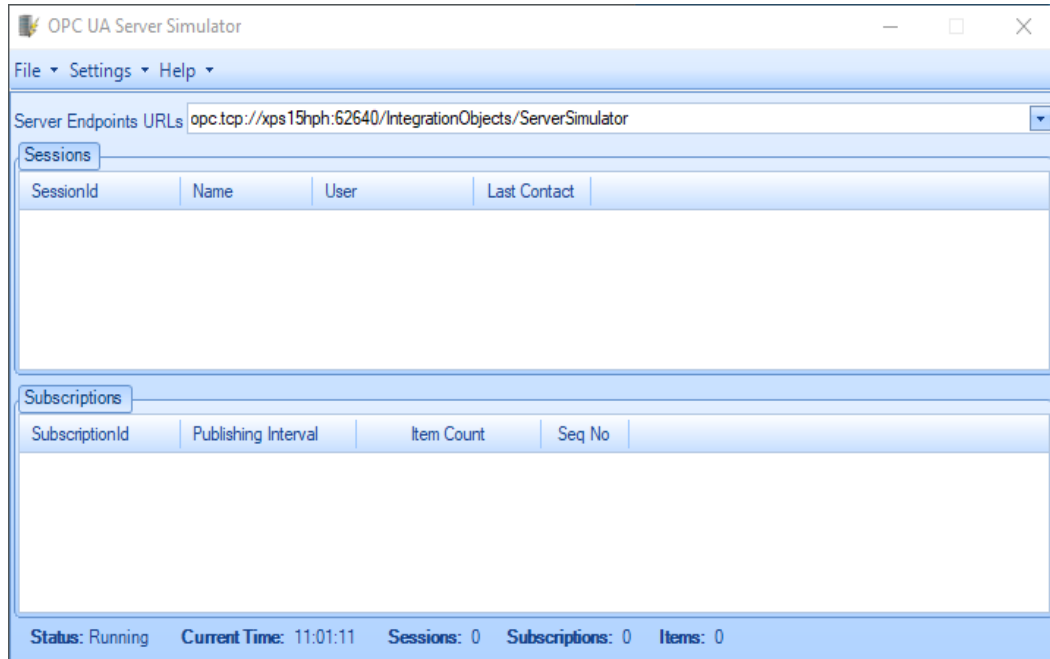 OPC UA Server Simulator
File Settings Help
Server Endpoints URLs opc.tcp://xps15hph:62640/IntegrationObjects/ServerSimulator
Sessions
SessionId Name User Last Contact
Subscriptions
SubscriptionId Publishing Interval Item Count Seq No
Status: Running Current Time: 11:01:11 Sessions: 0 Subscriptions: 0 Items: 0